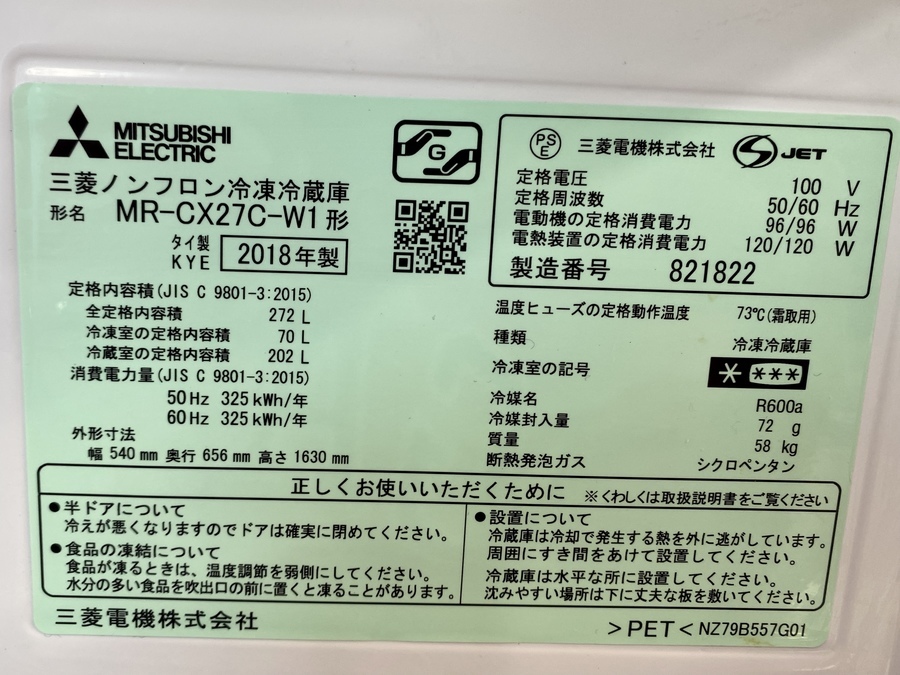 MITSUBISHI
ELECTRIC
G
三菱ノンフロン冷凍冷蔵庫
形名 MR-CX27C-W1形
タイ製
KYE 2018年製
定格内容積(JIS C 9801-3:2015)
全定格内容積 272 L
冷凍室の定格内容積 70 L
冷蔵室の定格内容積 202 L
消費電力量(JIS C 9801-3:2015)
50Hz 325kWh/年
60Hz 325kWh/年
外形寸法
幅 540 mm 奥行 656 mm 高さ 1630 mm
PS
E 三菱電機株式会社 S JET
定格電圧 100 V
定格周波数 50/60 Hz
電動機の定格消費電力 96/96 W
電熱装置の定格消費電力 120/120 W
製造番号 821822
温度ヒューズの定格動作温度 73℃(霜取用)
種類 冷凍冷蔵庫
冷凍室の記号 * ***
冷媒名 R600a
冷媒封入量 72 g
質量 58 kg
断熱発泡ガス シクロペンタン
正しくお使いいただくために ※くわしくは取扱説明書をご覧ください
●半ドアについて
冷えが悪くなりますのでドアは確実に閉めてください。
●食品の凍結について
食品が凍るときは、温度調節を弱側にしてください。
水分の多い食品を吹出口の前に置くと凍ることがあります。
●設置について
冷蔵庫は冷却で発生する熱を外に逃がしています。
周囲にすき間をあけて設置してください。
冷蔵庫は水平な所に設置してください。
沈みやすい場所は下に丈夫な板を敷いてください。
三菱電機株式会社
>PET< NZ79B557G01